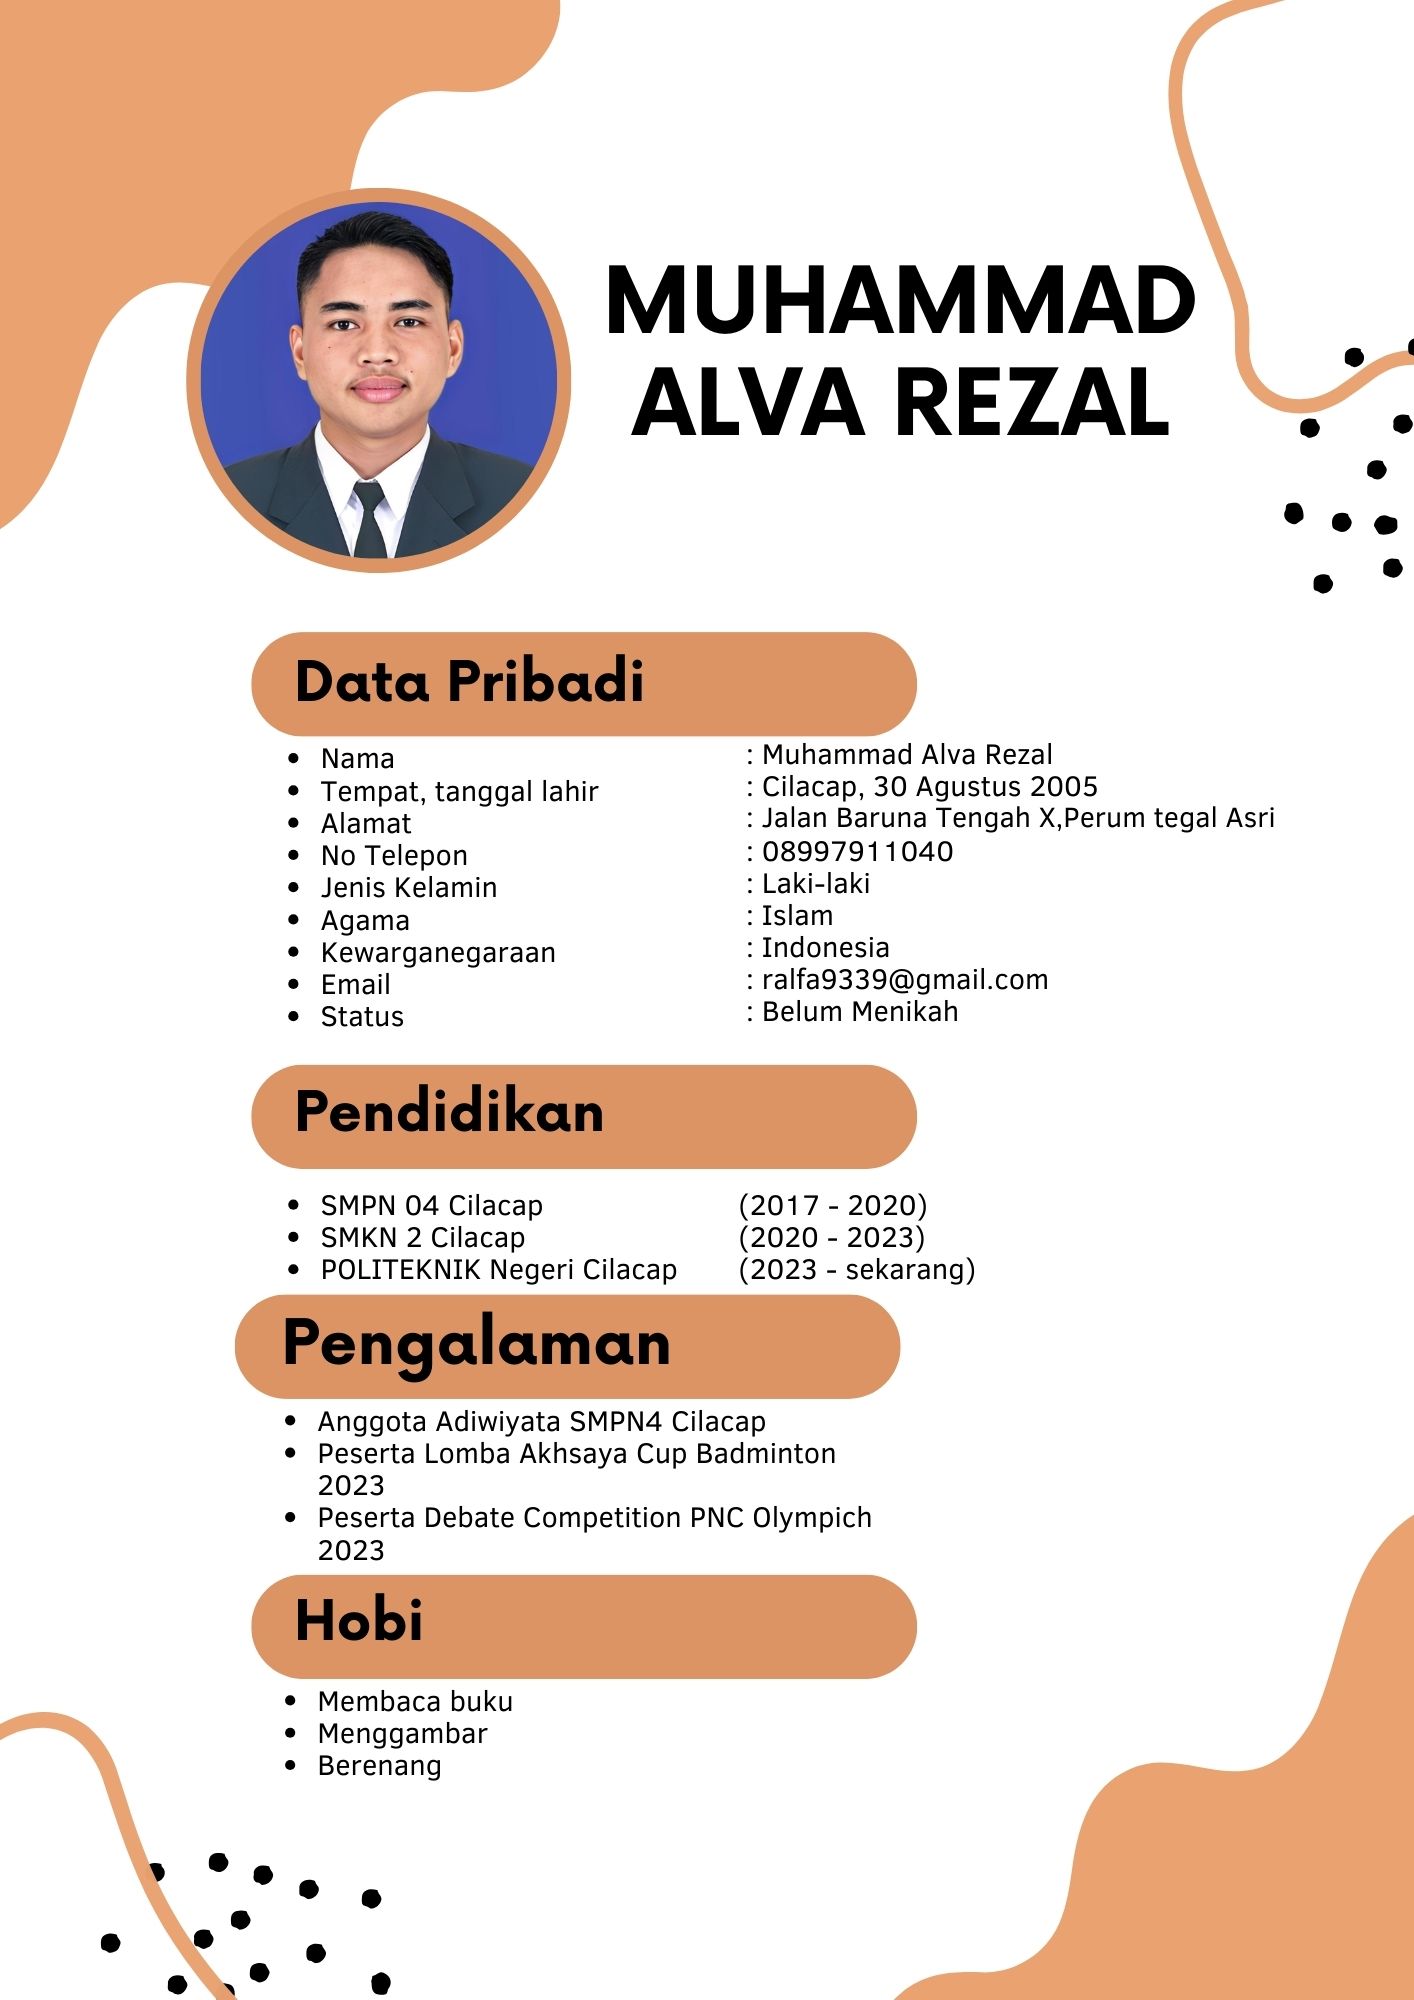 MUHAMMAD
ALVA REZAL
Data Pribadi
• Nama : Muhammad Alva Rezal
• Tempat, tanggal lahir : Cilacap, 30 Agustus 2005
• Alamat : Jalan Baruna Tengah X,Perum tegal Asri
• No Telepon : 08997911040
• Jenis Kelamin : Laki-laki
• Agama : Islam
• Kewarganegaraan : Indonesia
• Email : ralfa9339@gmail.com
• Status : Belum Menikah
Pendidikan
• SMPN 04 Cilacap (2017 - 2020)
• SMKN 2 Cilacap (2020 - 2023)
• POLITEKNIK Negeri Cilacap (2023 - sekarang)
Pengalaman
• Anggota Adiwiyata SMPN4 Cilacap
• Peserta Lomba Akhsaya Cup Badminton
2023
• Peserta Debate Competition PNC Olympich
2023
Hobi
• Membaca buku
• Menggambar
• Berenang